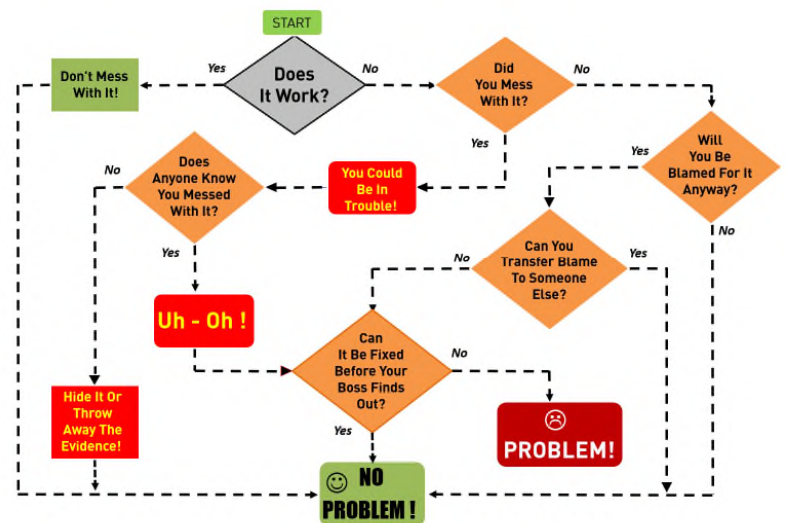 START
Does
It Work?
Yes
No
Don't Mess
With It!
Did
You Mess
With It?
No
Yes
Will
You Be
Blamed For It
Anyway?
Yes
No
You Could
Be In
Trouble!
Does
Anyone Know
You Messed
With It?
No
Yes
Can You
Transfer Blame
To Someone
Else?
No
Yes
Uh - Oh !
Can
It Be Fixed
Before Your
Boss Finds
Out?
No
Yes
Hide It Or
Throw
Away The
Evidence!
PROBLEM!
NO
PROBLEM !